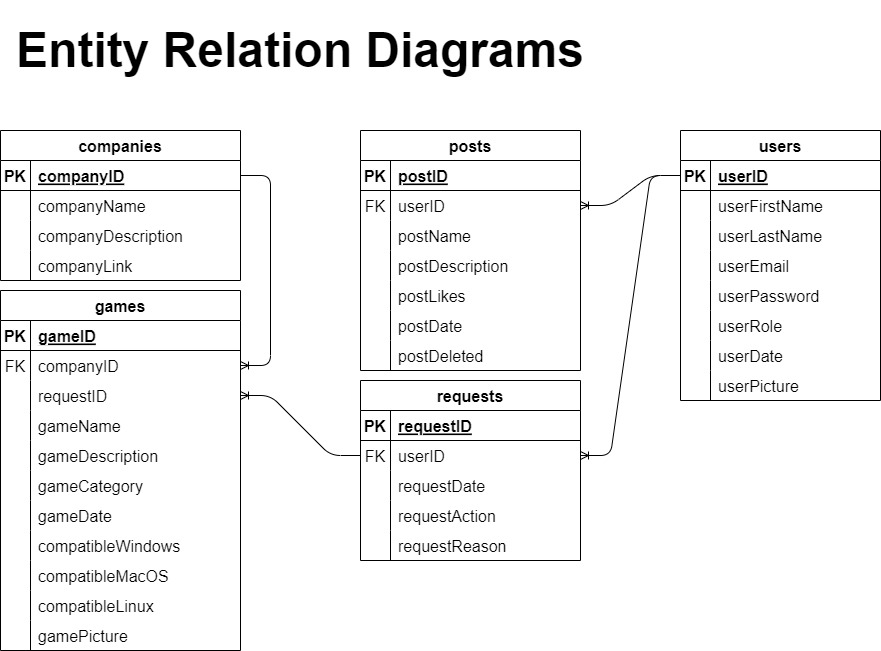 Entity Relation Diagrams
companies
PK companyID
companyName
companyDescription
companyLink
games
PK gameID
FK companyID
requestID
gameName
gameDescription
gameCategory
gameDate
compatibleWindows
compatibleMacOS
compatibleLinux
gamePicture
posts
PK postID
FK userID
postName
postDescription
postLikes
postDate
postDeleted
requests
PK requestID
FK userID
requestDate
requestAction
requestReason
users
PK userID
userFirstName
userLastName
userEmail
userPassword
userRole
userDate
userPicture